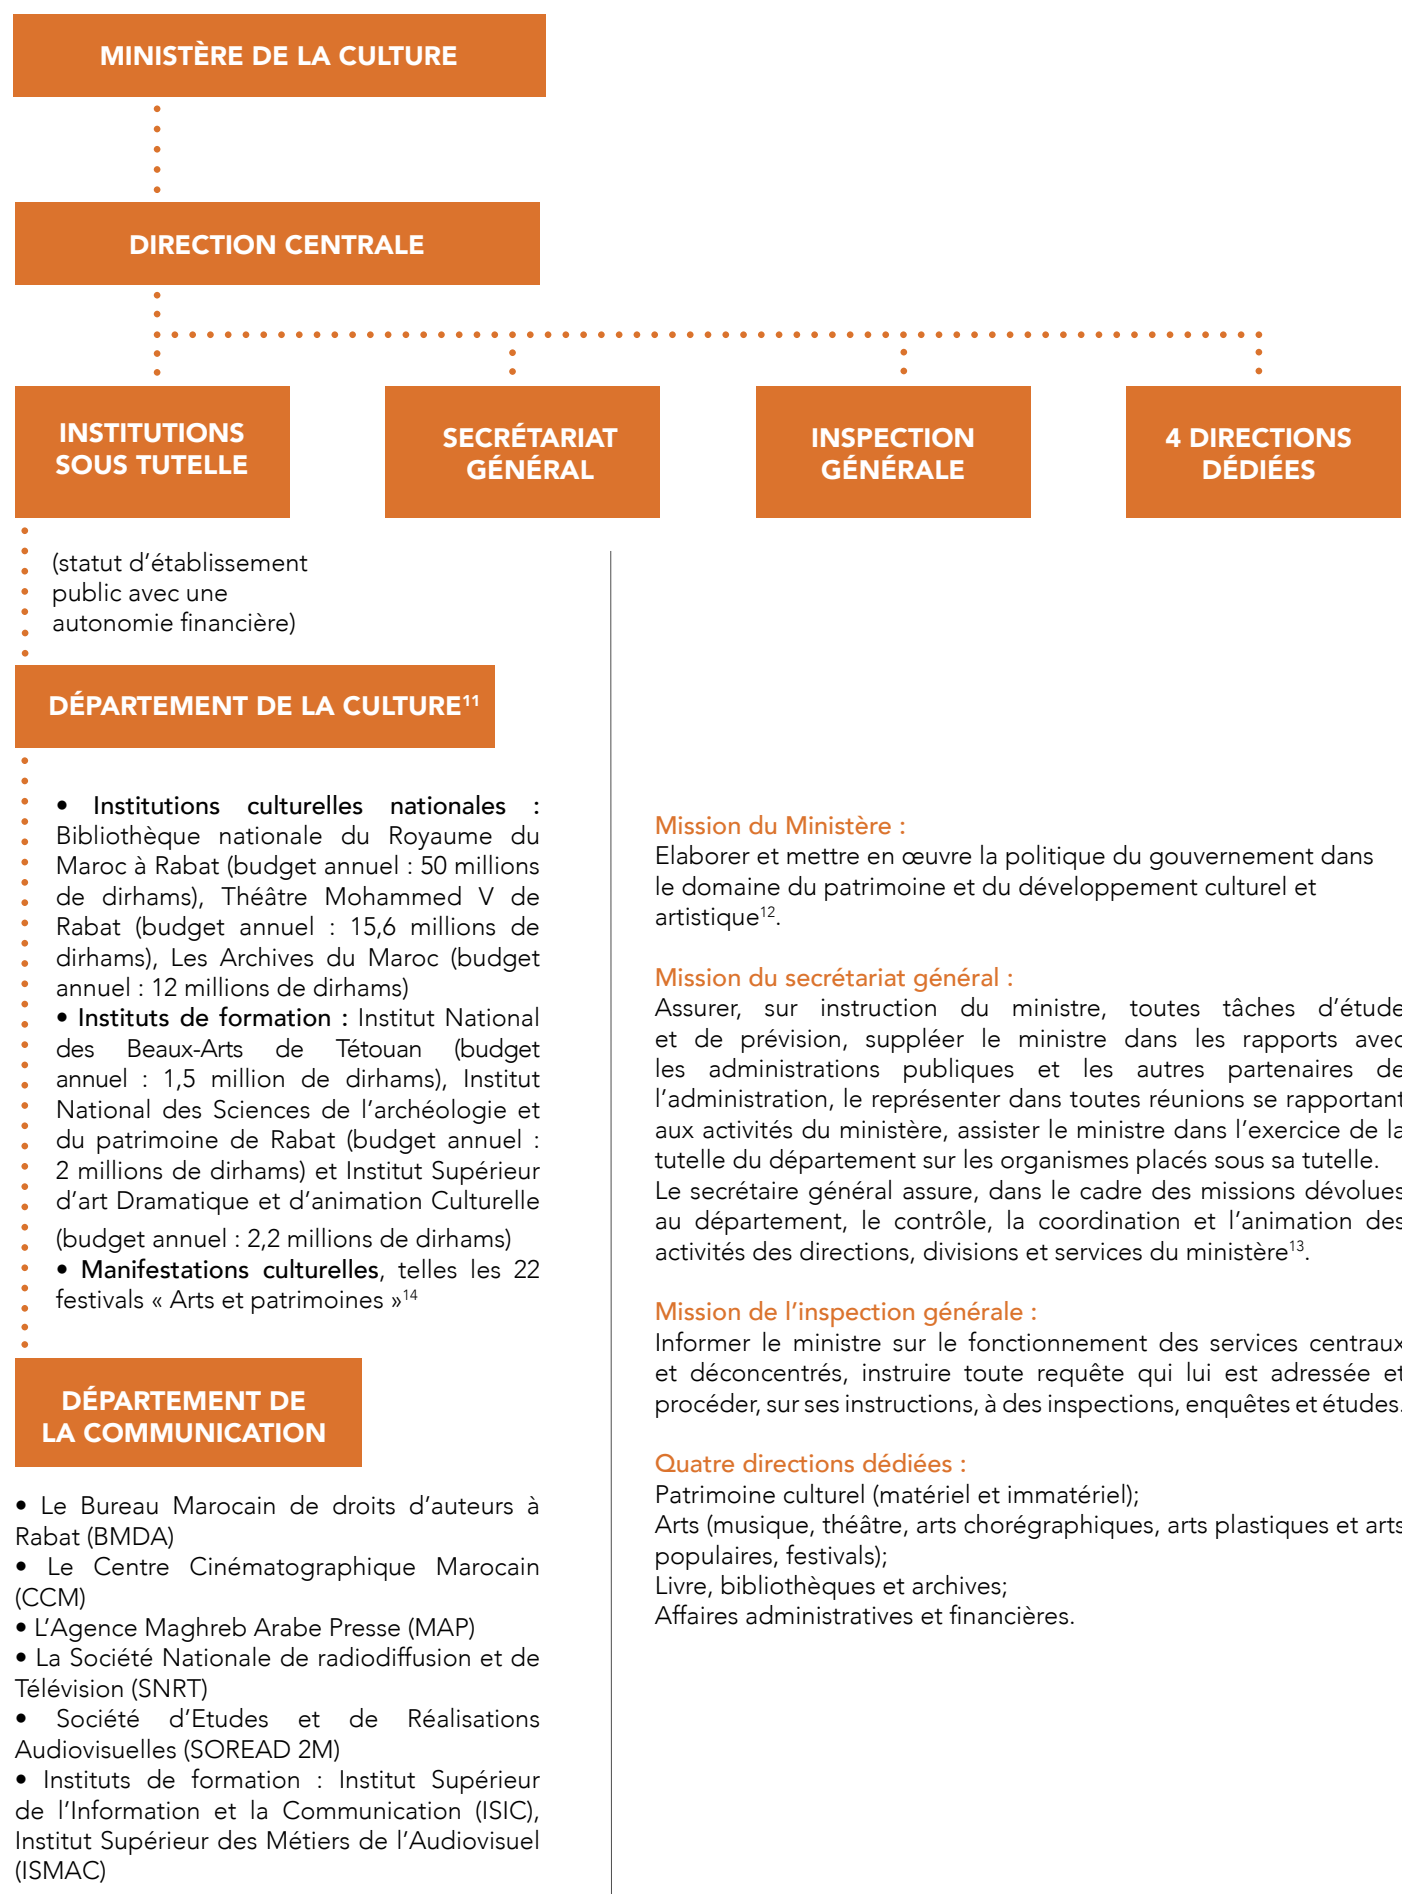 MINISTÈRE DE LA CULTURE
DIRECTION CENTRALE
INSTITUTIONS
SOUS TUTELLE
SECRÉTARIAT
GÉNÉRAL
INSPECTION
GÉNÉRALE
4 DIRECTIONS
DÉDIÉES
(statut d’établissement
public avec une
autonomie financière)
DÉPARTEMENT DE LA CULTURE¹¹
• Institutions culturelles nationales :
Bibliothèque nationale du Royaume du
Maroc à Rabat (budget annuel : 50 millions
de dirhams), Théâtre Mohammed V de
Rabat (budget annuel : 15,6 millions de
dirhams), Les Archives du Maroc (budget
annuel : 12 millions de dirhams)
• Instituts de formation : Institut National
des Beaux-Arts de Tétouan (budget
annuel : 1,5 million de dirhams), Institut
National des Sciences de l’archéologie et
du patrimoine de Rabat (budget annuel :
2 millions de dirhams) et Institut Supérieur
d’art Dramatique et d’animation Culturelle
(budget annuel : 2,2 millions de dirhams)
• Manifestations culturelles, telles les 22
festivals « Arts et patrimoines »¹⁴
DÉPARTEMENT DE
LA COMMUNICATION
• Le Bureau Marocain de droits d’auteurs à
Rabat (BMDA)
• Le Centre Cinématographique Marocain
(CCM)
• L’Agence Maghreb Arabe Presse (MAP)
• La Société Nationale de radiodiffusion et de
Télévision (SNRT)
• Société d’Etudes et de Réalisations
Audiovisuelles (SOREAD 2M)
• Instituts de formation : Institut Supérieur
de l’Information et la Communication (ISIC),
Institut Supérieur des Métiers de l’Audiovisuel
(ISMAC)
Mission du Ministère :
Elaborer et mettre en œuvre la politique du gouvernement dans
le domaine du patrimoine et du développement culturel et
artistique¹².
Mission du secrétariat général :
Assurer, sur instruction du ministre, toutes tâches d’étude
et de prévision, suppléer le ministre dans les rapports avec
les administrations publiques et les autres partenaires de
l’administration, le représenter dans toutes réunions se rapportant
aux activités du ministère, assister le ministre dans l’exercice de la
tutelle du département sur les organismes placés sous sa tutelle.
Le secrétaire général assure, dans le cadre des missions dévolues
au département, le contrôle, la coordination et l’animation des
activités des directions, divisions et services du ministère¹³.
Mission de l’inspection générale :
Informer le ministre sur le fonctionnement des services centraux
et déconcentrés, instruire toute requête qui lui est adressée et
procéder, sur ses instructions, à des inspections, enquêtes et études.
Quatre directions dédiées :
Patrimoine culturel (matériel et immatériel);
Arts (musique, théâtre, arts chorégraphiques, arts plastiques et arts
populaires, festivals);
Livre, bibliothèques et archives;
Affaires administratives et financières.